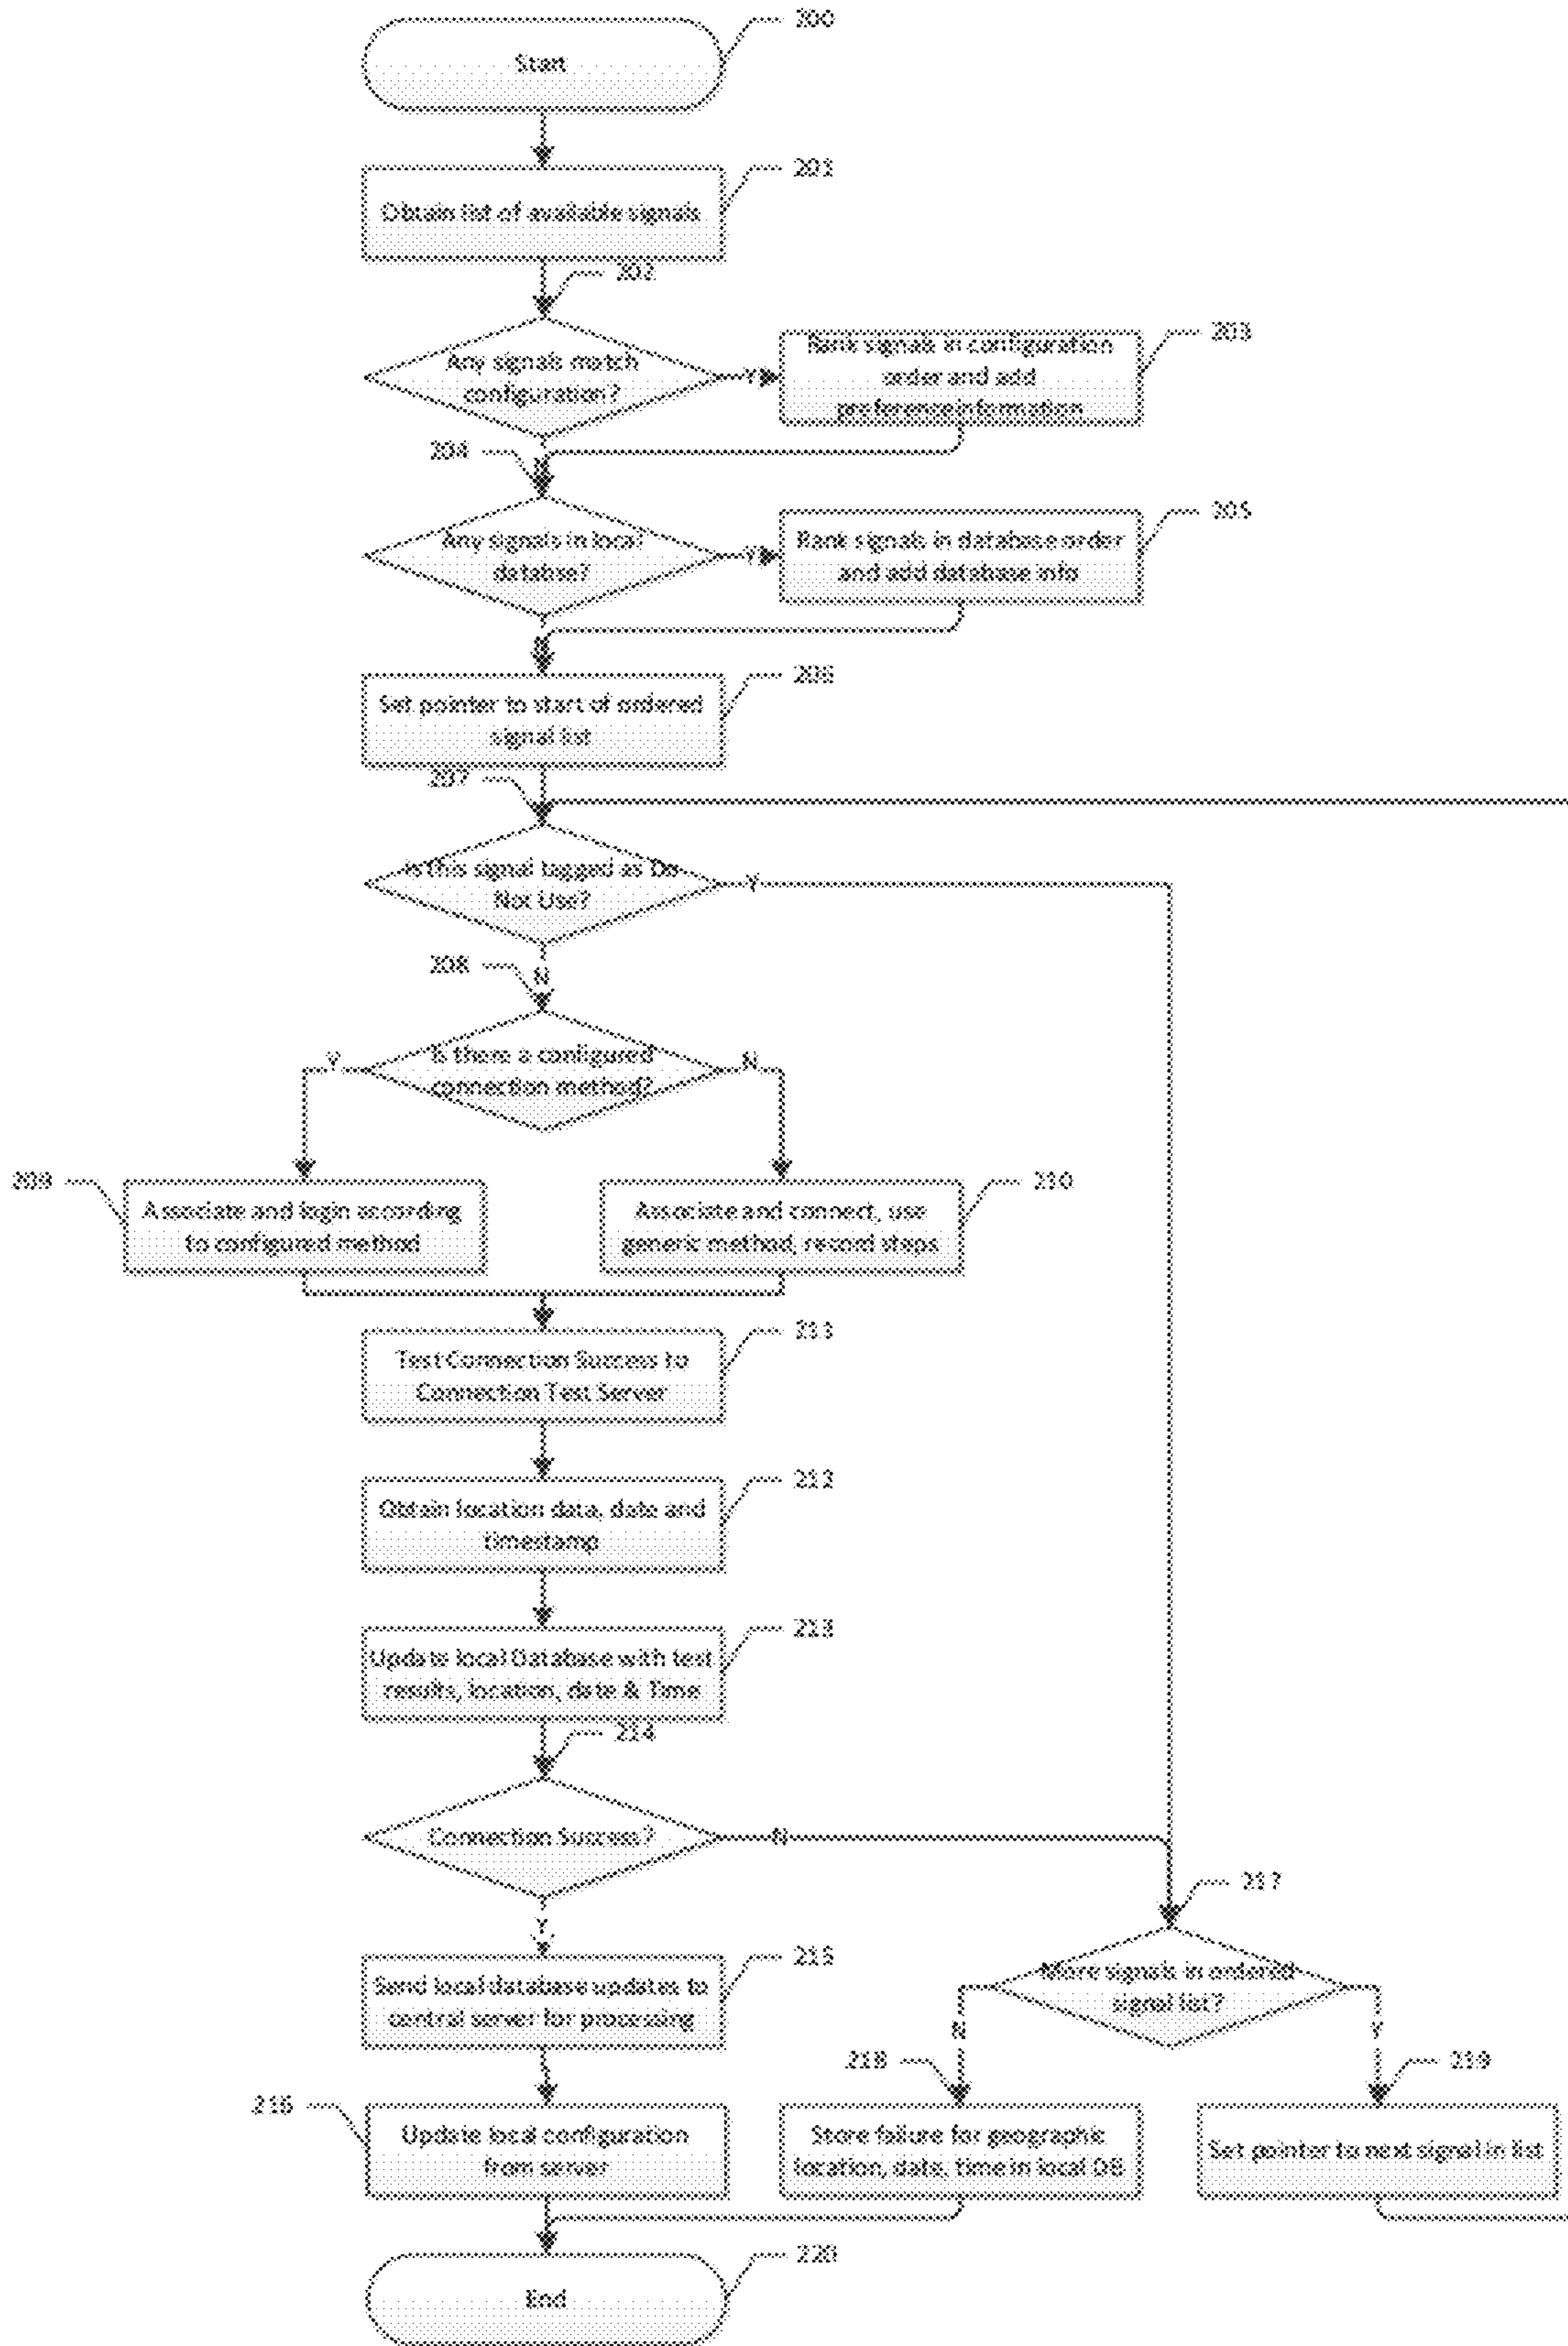 200
Start
201
Obtain list of available signals
202
Any signals match
configuration?
Y
203
Rank signals in configuration
order and add
preference information
N
204
Any signals in local
databse?
Y
205
Rank signals in database order
and add database info
N
206
Set pointer to start of ordered
signal list
207
Is this signal tagged as Do
Not Use?
Y
N
208
Is there a configured
connection method?
Y
N
209
Associate and login according
to configured method
210
Associate and connect, use
generic method, record steps
211
Test Connection Success to
Connection Test Server
212
Obtain location data, date and
timestamp
213
Update local Database with test
results, location, date & Time
214
Connection Success?
N
Y
215
Send local database updates to
central server for processing
217
More signals in ordered
signal list?
N
Y
216
Update local configuration
from server
218
Store failure for geographic
location, date, time in local DB
219
Set pointer to next signal in list
220
End